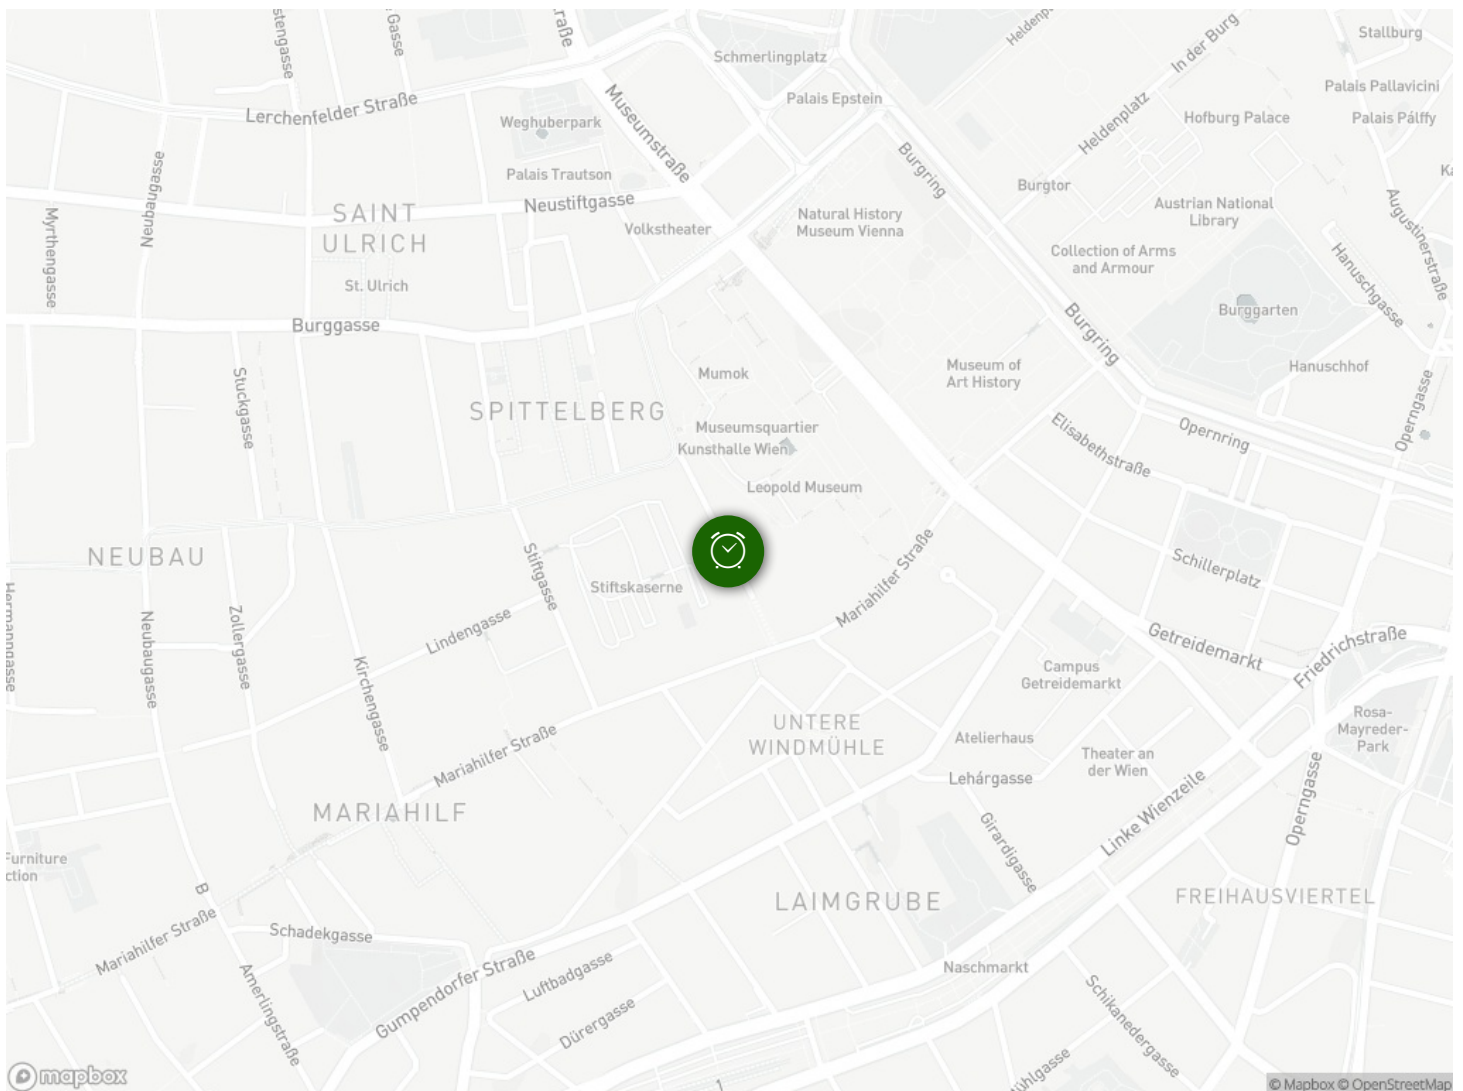 Stallburg
In der Burg
Schmerlingplatz
Palais Pallavicini
Palais Epstein
Lerchenfelder Straße
Weghuberpark
Museumstraße
Heldenplatz
Hofburg Palace
Palais Pálffy
Burgring
Neubaugasse
Palais Trautson
Burgtor
Neustiftgasse
Austrian National
Library
Augustinerstraße
SAINT
ULRICH
Natural History
Museum Vienna
Volkstheater
Myrthengasse
Collection of Arms
and Armour
Hanuschgasse
St. Ulrich
Burggarten
Burggasse
Burgring
Mumok
Museum of
Art History
Hanuschhof
Stuckgasse
SPITTELBERG
Museumsquartier
Kunsthalle Wien
Elisabethstraße
Opernring
Operngasse
Leopold Museum
NEUBAU
Stiftgasse
Stiftskaserne
Mariahilfer Straße
Schillerplatz
Hermanngasse
Neubaugasse
Zollergasse
Lindengasse
Getreidemarkt
Friedrichstraße
Kirchengasse
Campus
Getreidemarkt
UNTERE
WINDMÜHLE
Rosa-
Mayreder-
Park
Mariahilfer Straße
Atelierhaus
Theater an
der Wien
Lehárgasse
Operngasse
MARIAHILF
Linke Wienzeile
Girardigasse
Furniture
ction
B
LAIMGRUBE
FREIHAUSVIERTEL
Mariahilfer Straße
Schadekgasse
Naschmarkt
Gumpendorfer Straße
Luftbadgasse
Amerlingstraße
Dürergasse
Schikanedergasse
ühlgasse
1
mapbox
© Mapbox © OpenStreetMap